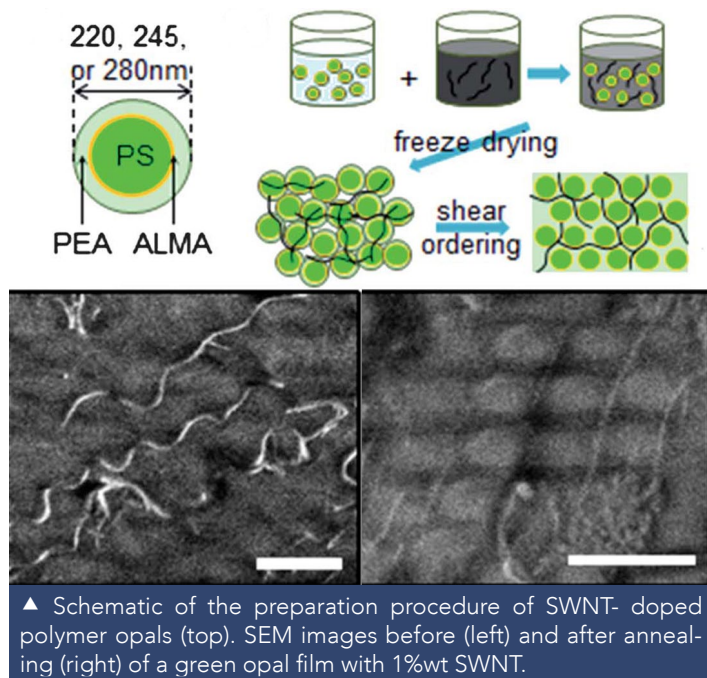 220, 245,
or 280nm
PS
PEA ALMA
+
freeze drying
shear
ordering
▲ Schematic of the preparation procedure of SWNT- doped
polymer opals (top). SEM images before (left) and after anneal-
ing (right) of a green opal film with 1%wt SWNT.